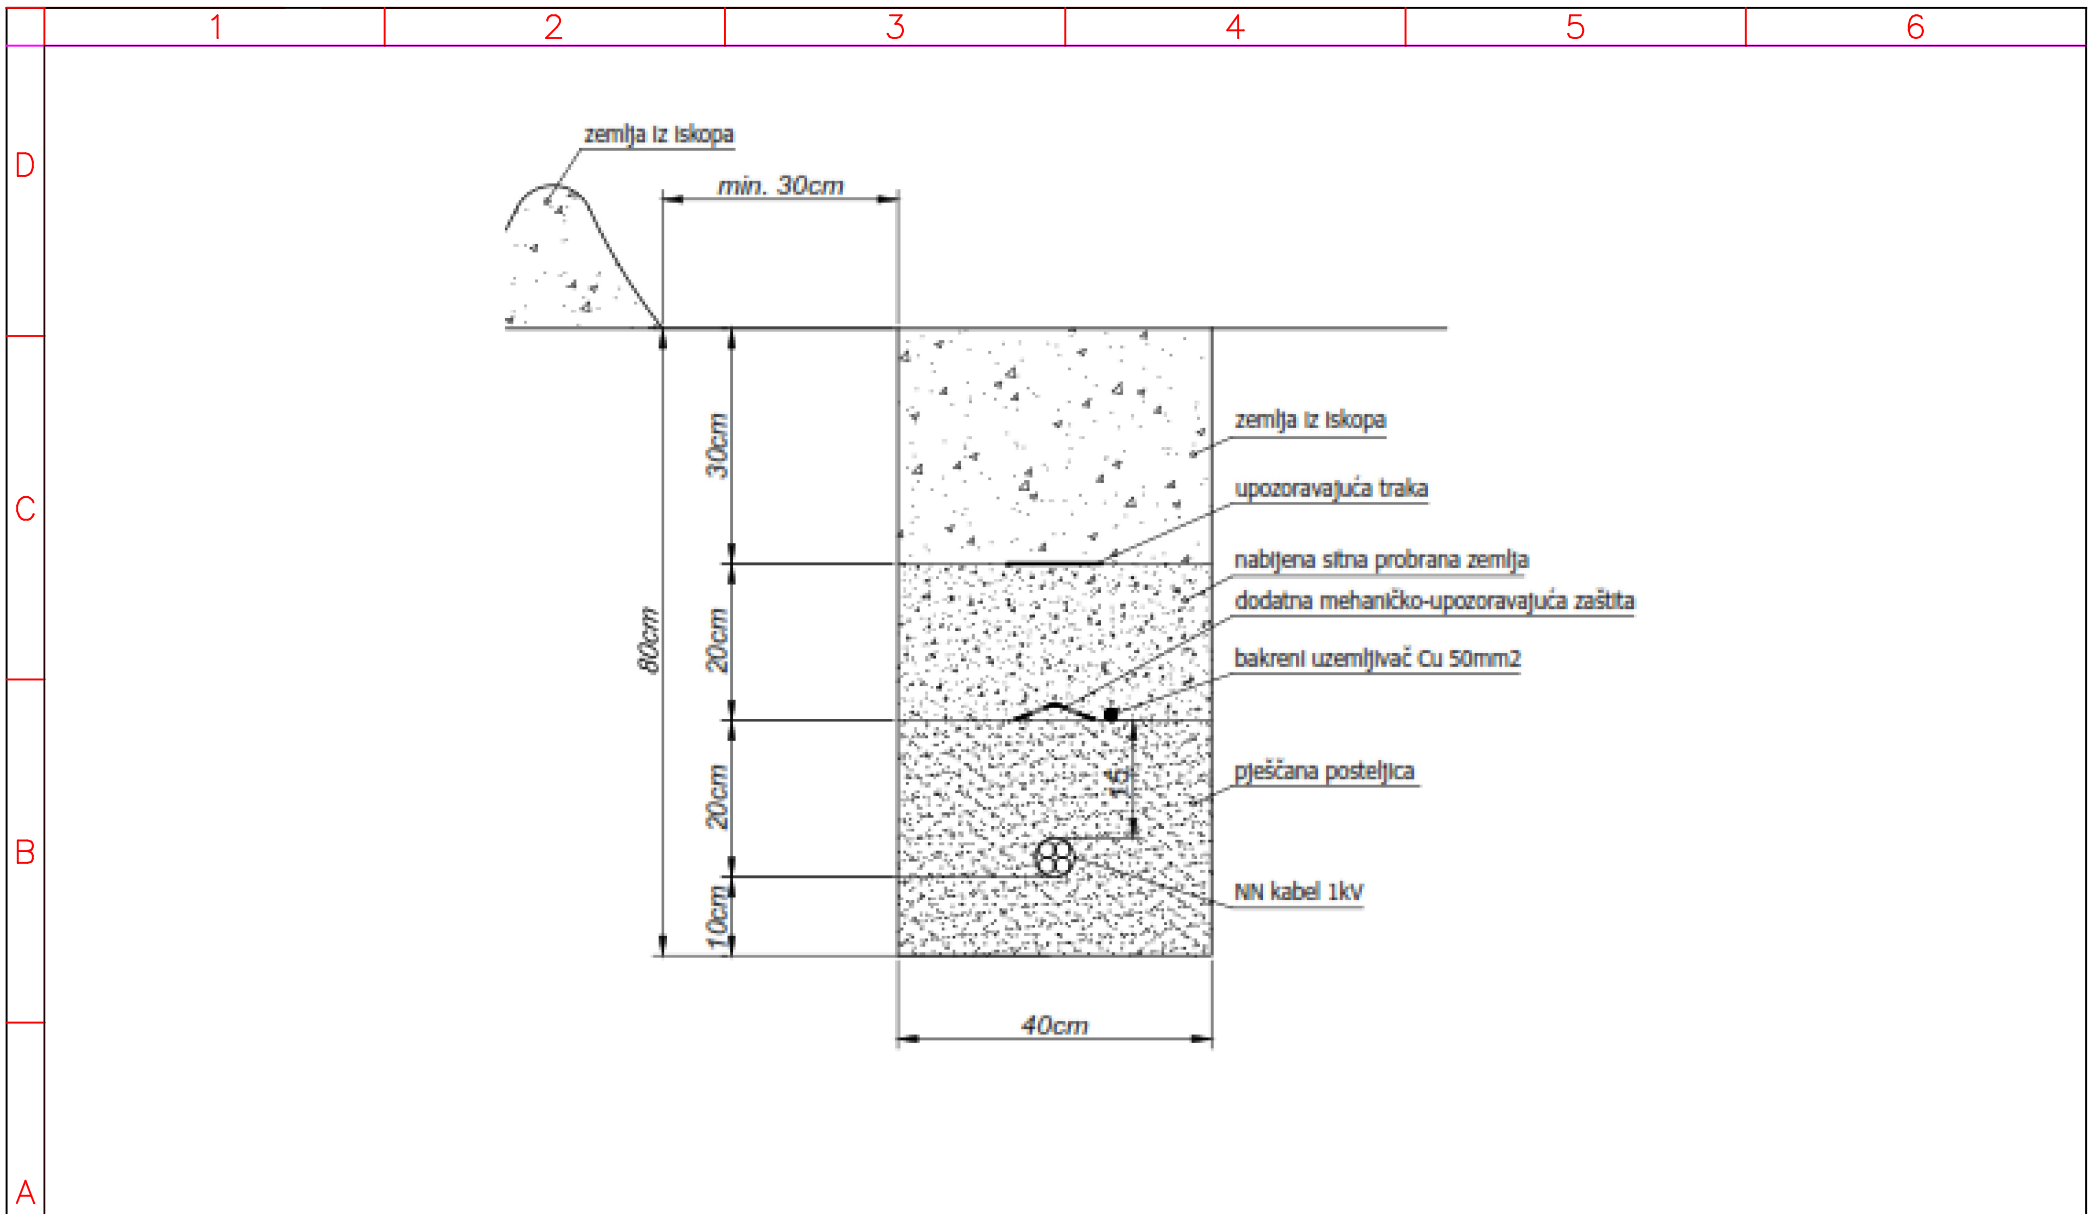 1 2 3 4 5 6
D
zemlja iz iskopa
min. 30cm
C
30cm
zemlja iz iskopa
upozoravajuća traka
nabijena sitna probrana zemlja
dodatna mehaničko-upozoravajuća zaštita
80cm
20cm
bakreni uzemljivač Cu 50mm2
B
20cm
15
pješčana posteljica
NN kabel 1kV
10cm
40cm
A